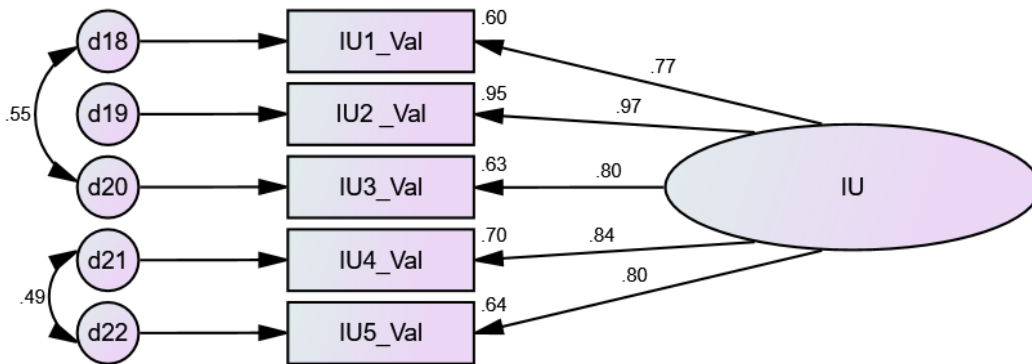 .60
d18
IU1_Val
.77
.55
.95
d19
IU2 _Val
.97
.63
d20
IU3_Val
.80
IU
.70
d21
IU4_Val
.84
.49
.80
.64
d22
IU5_Val